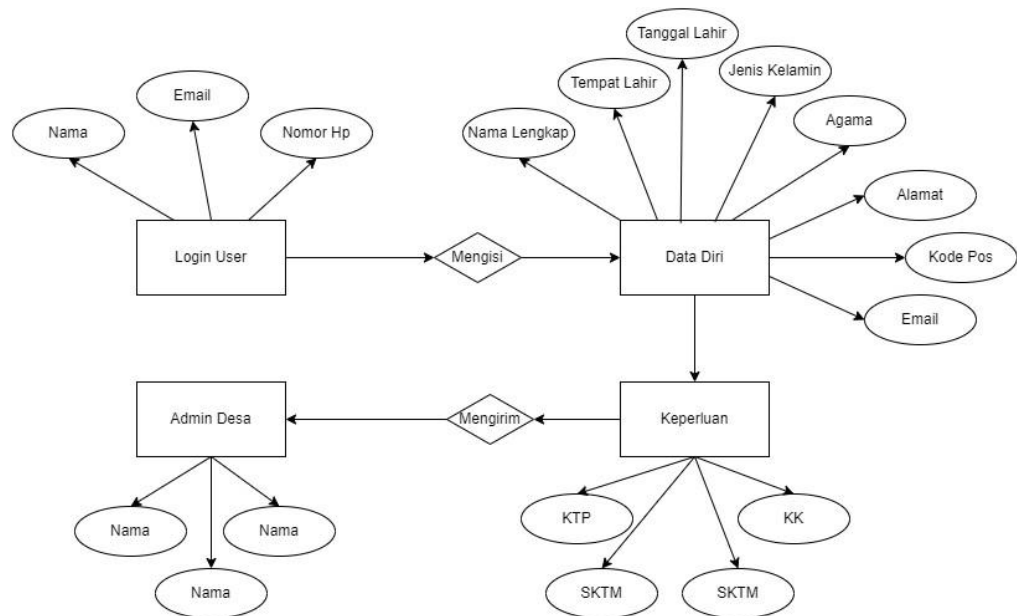 Tanggal Lahir
Jenis Kelamin
Tempat Lahir
Email
Nama
Nomor Hp
Nama Lengkap
Agama
Alamat
Login User
Mengisi
Data Diri
Kode Pos
Email
Admin Desa
Mengirim
Keperluan
Nama
Nama
KTP
KK
Nama
SKTM
SKTM